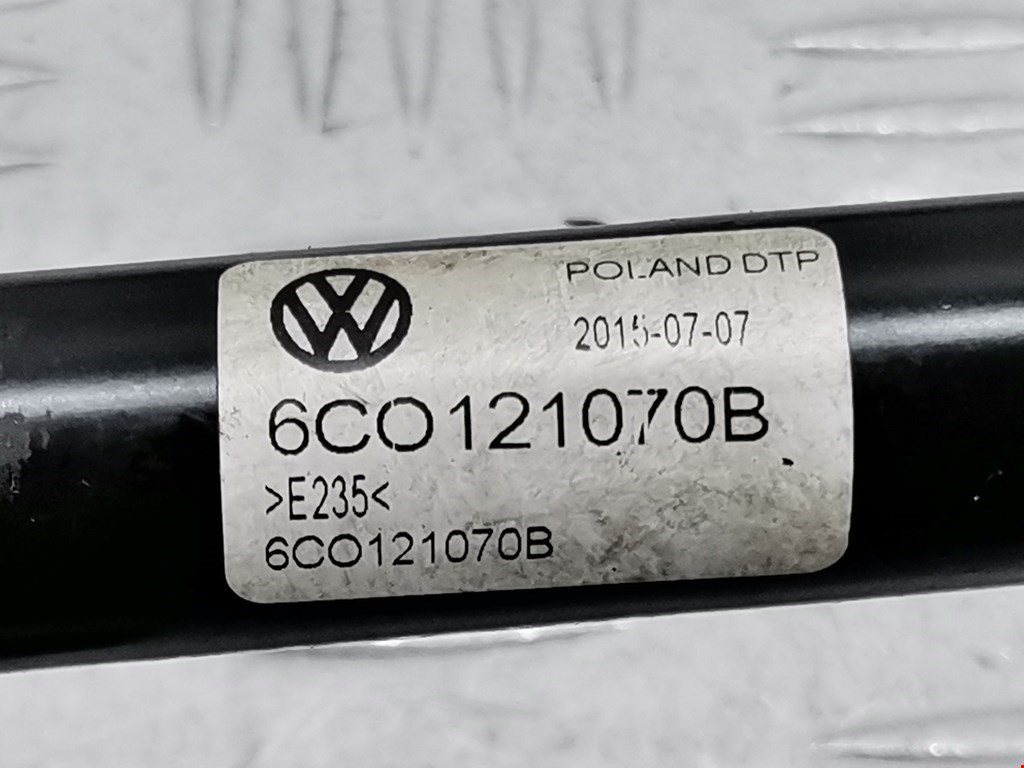 POLAND DTP
2015-07-07
6C0121070B
>E235<
6C0121070B